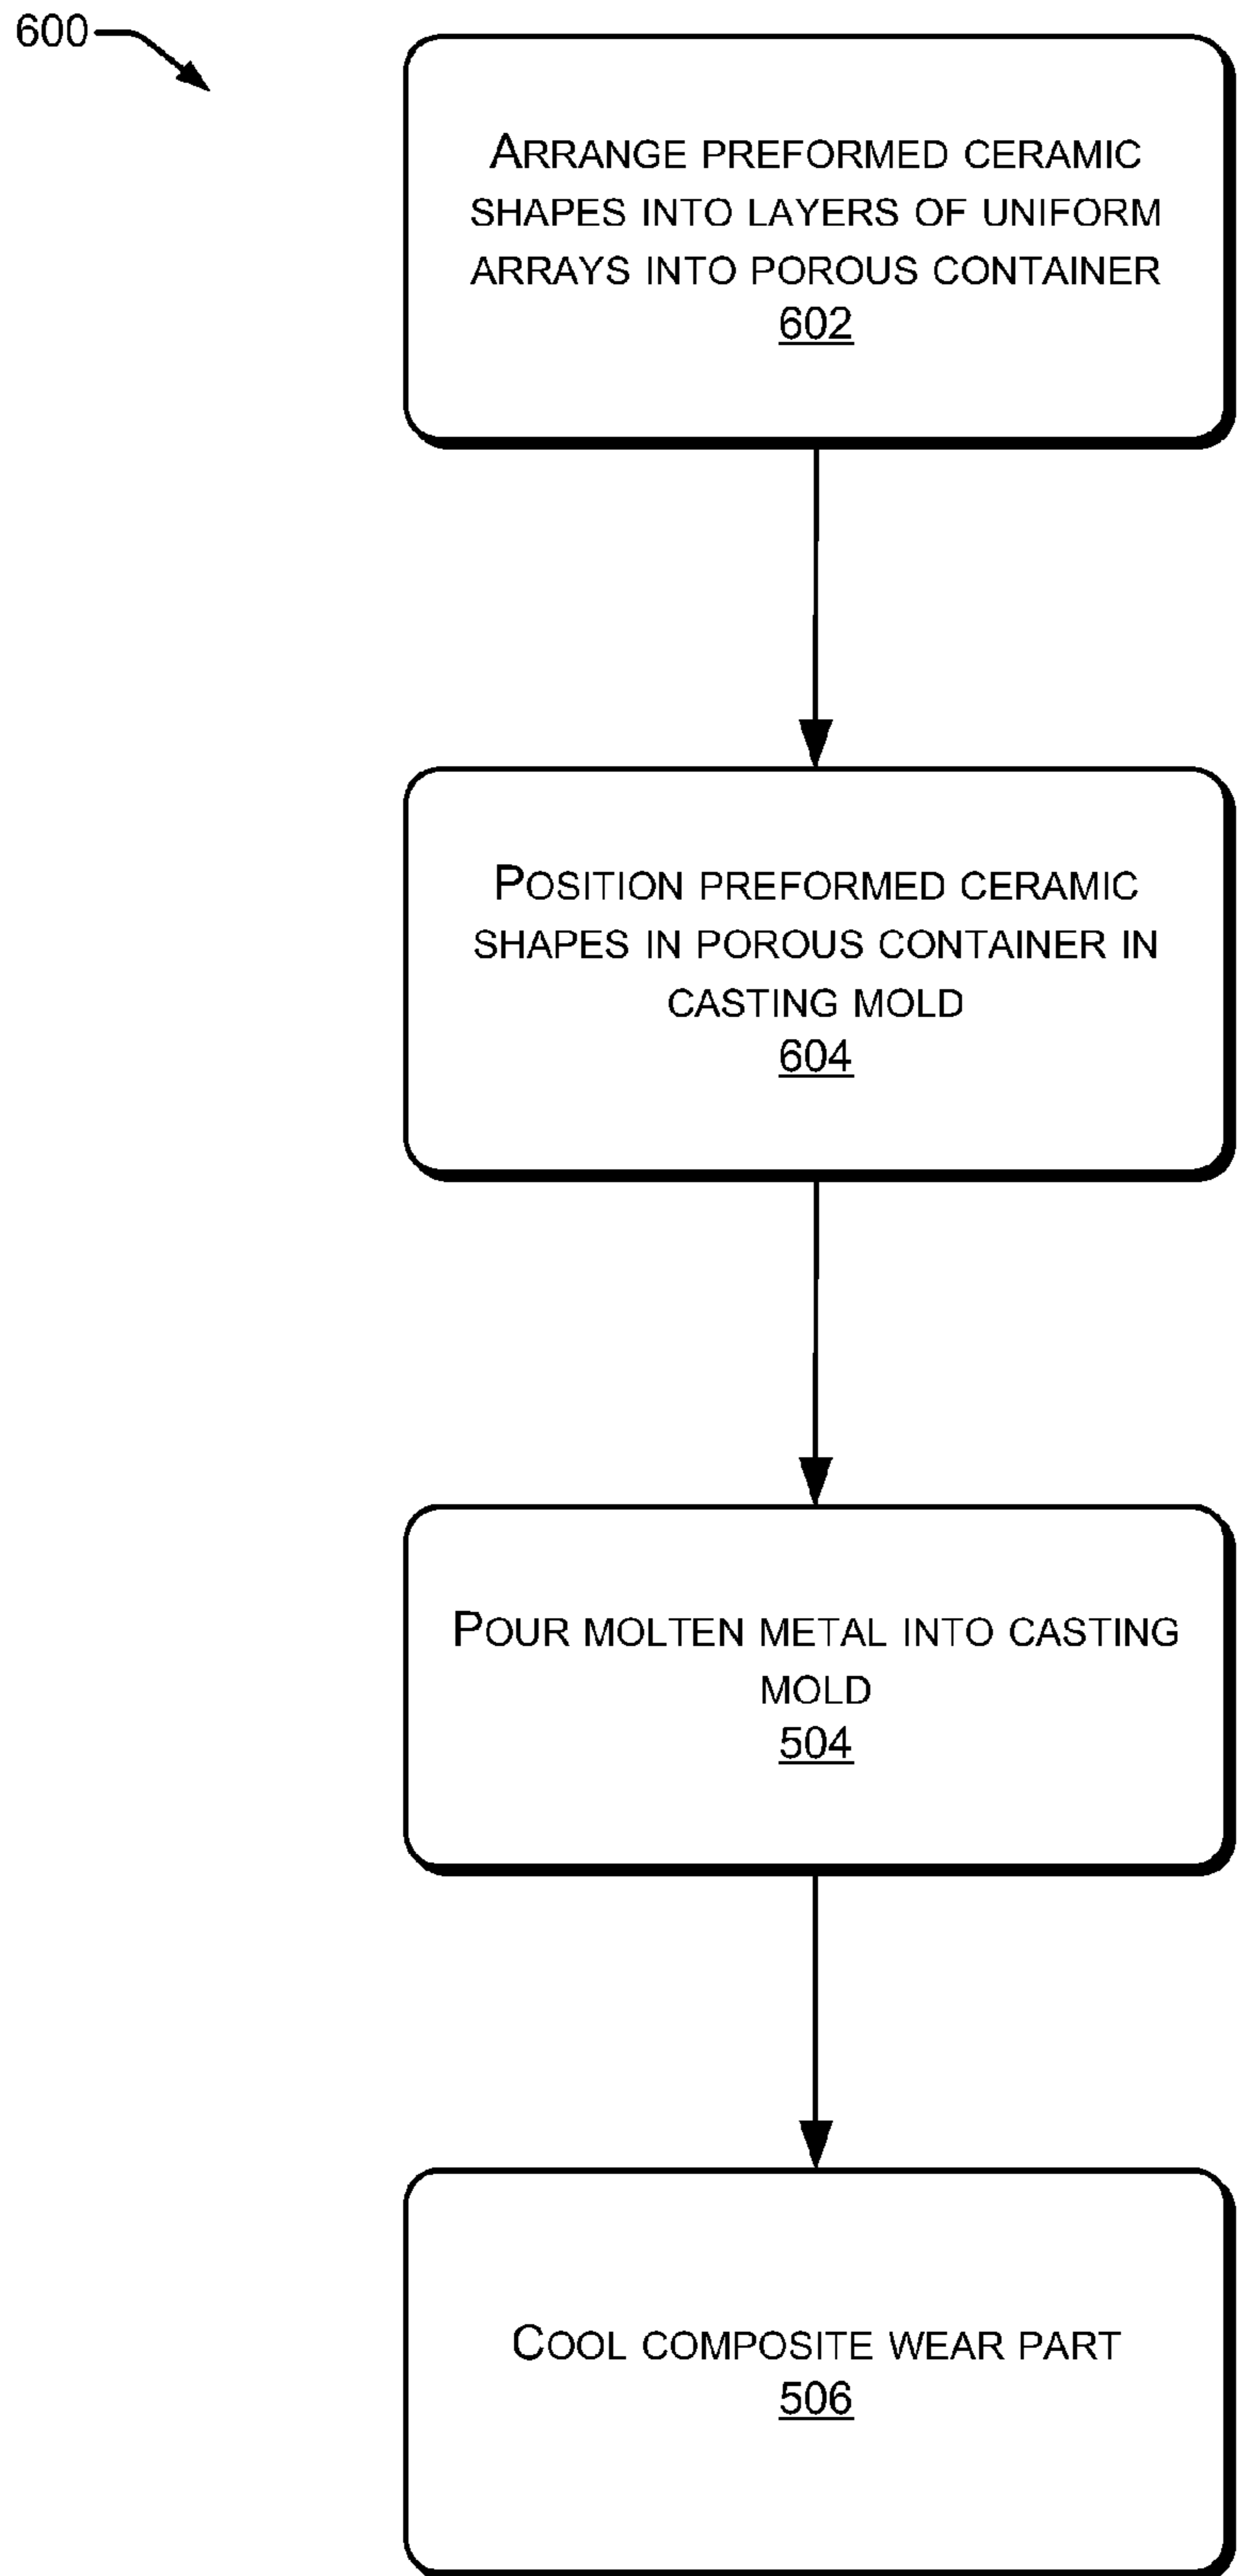 600
ARRANGE PREFORMED CERAMIC
SHAPES INTO LAYERS OF UNIFORM
ARRAYS INTO POROUS CONTAINER
602
POSITION PREFORMED CERAMIC
SHAPES IN POROUS CONTAINER IN
CASTING MOLD
604
POUR MOLTEN METAL INTO CASTING
MOLD
504
COOL COMPOSITE WEAR PART
506